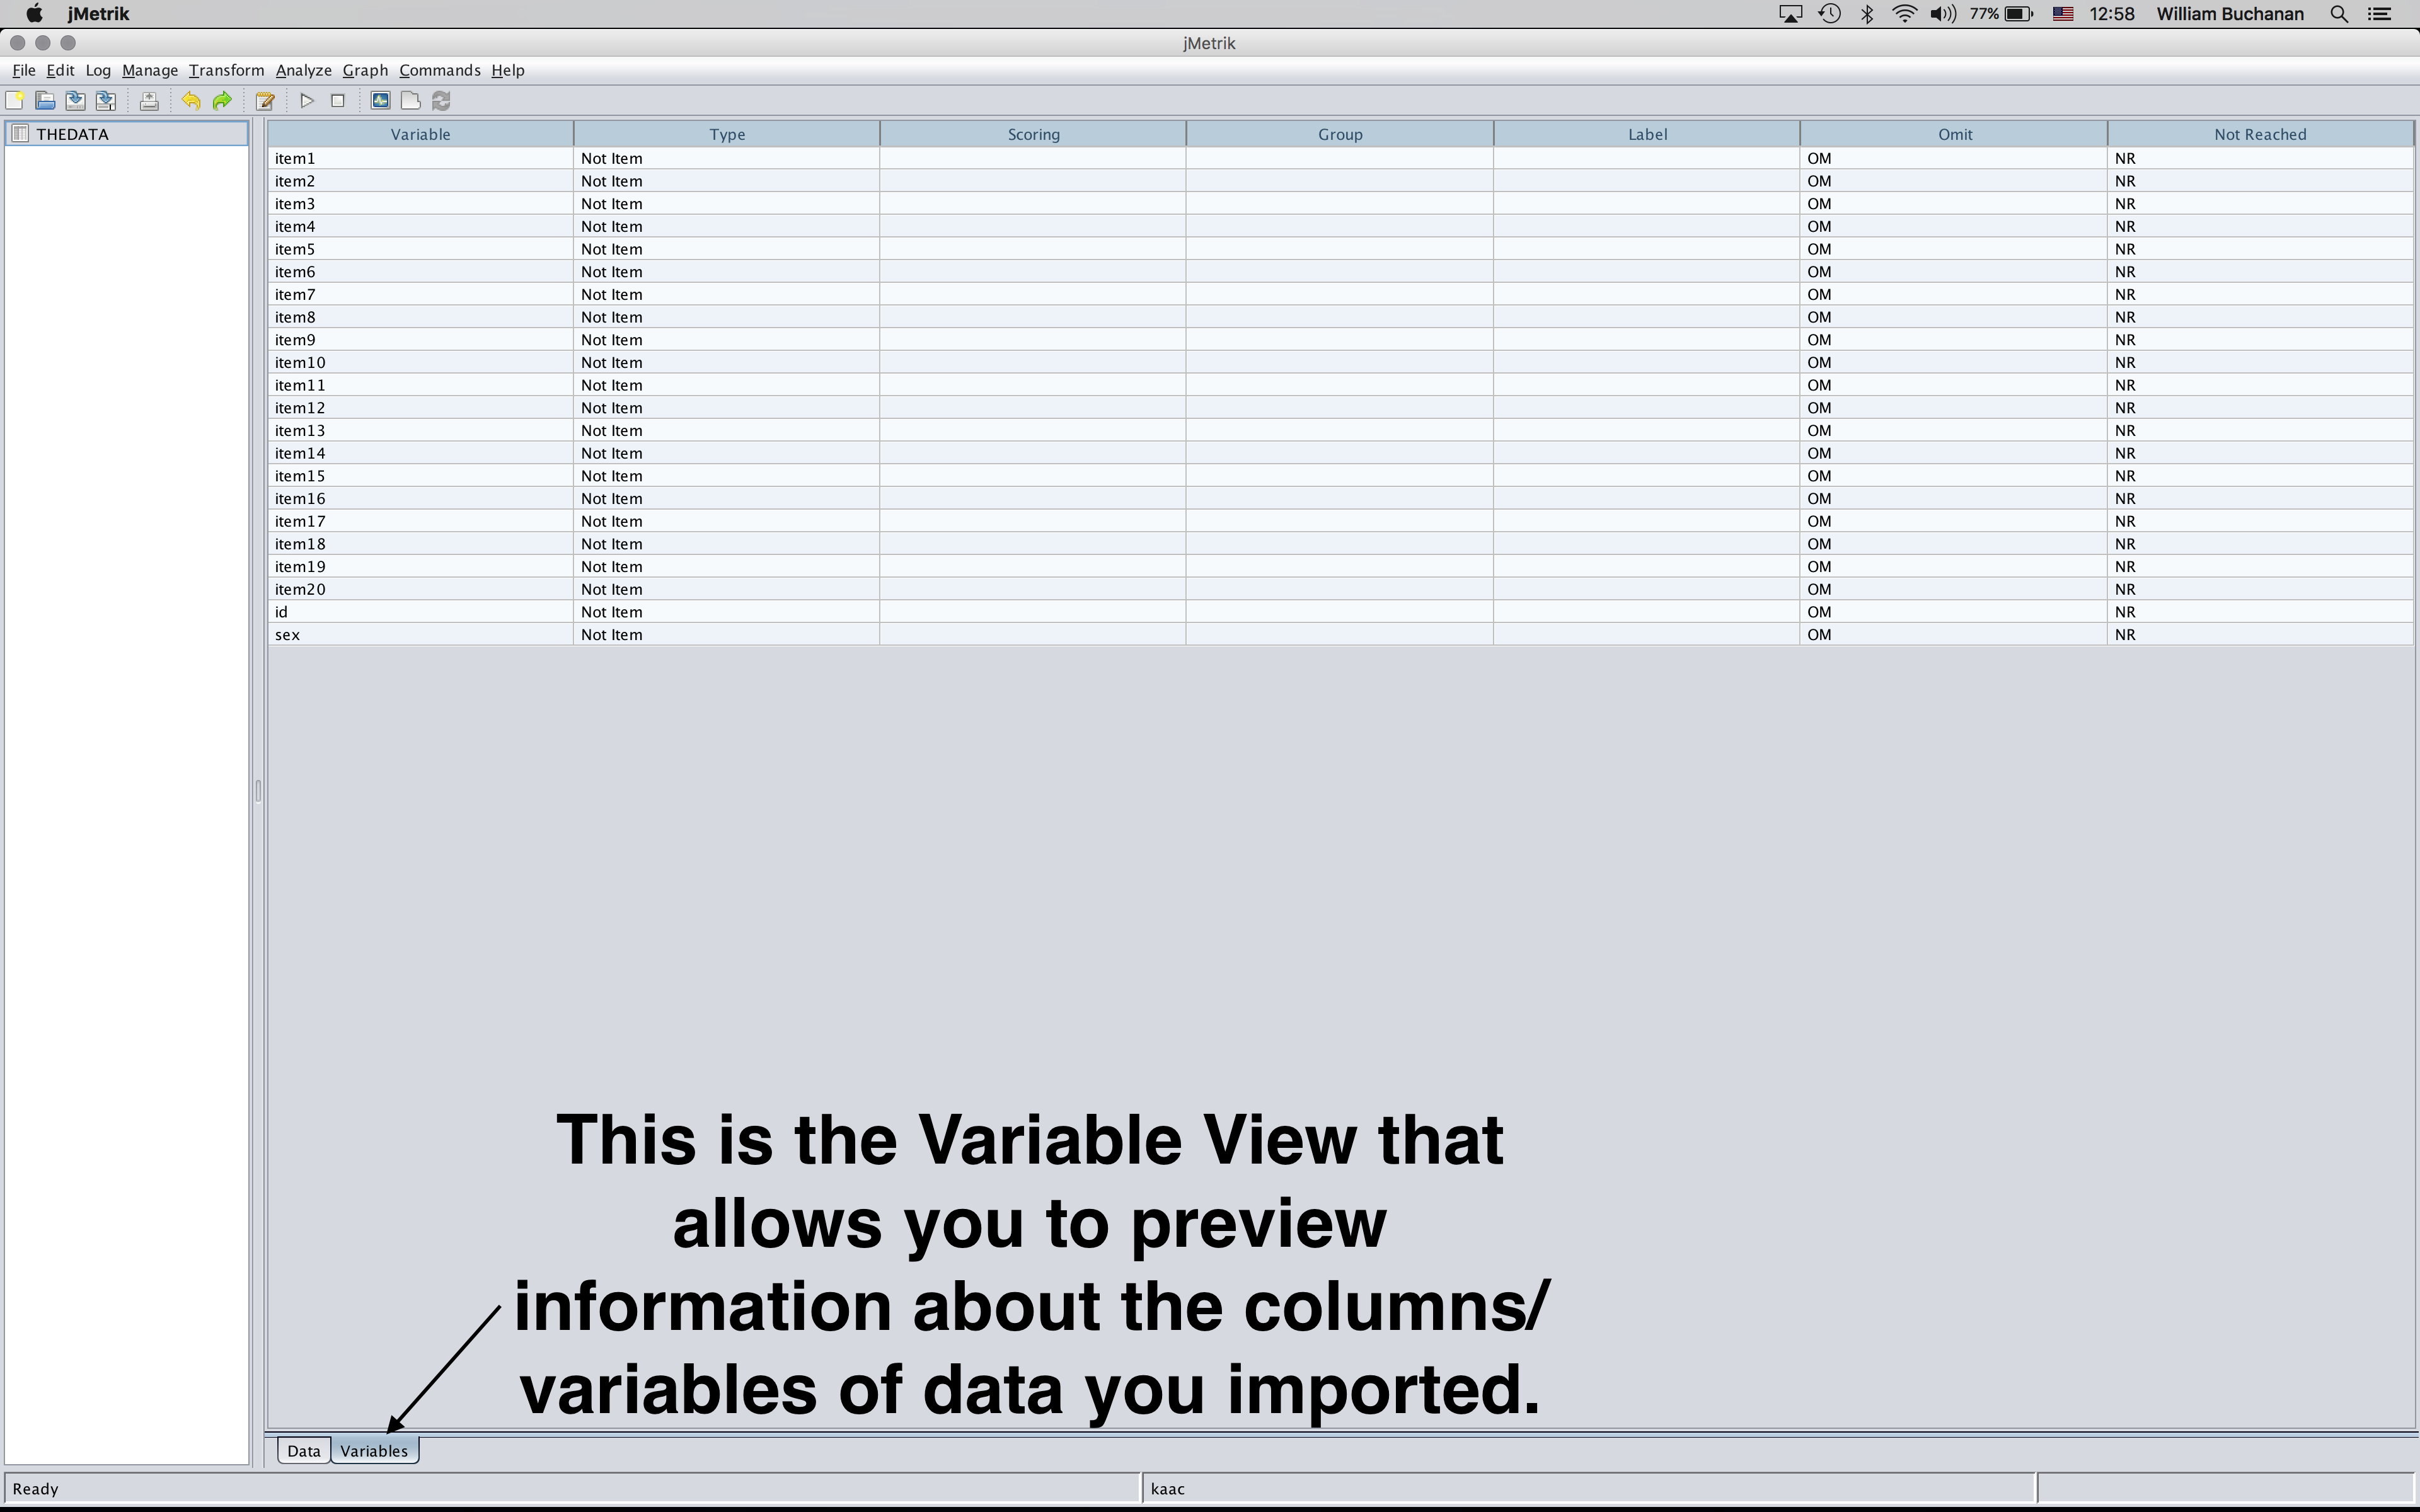 jMetrik 77% 12:58 William Buchanan
jMetrik
File Edit Log Manage Transform Analyze Graph Commands Help
THEDATA
Variable Type Scoring Group Label Omit Not Reached
item1 Not Item OM NR
item2 Not Item OM NR
item3 Not Item OM NR
item4 Not Item OM NR
item5 Not Item OM NR
item6 Not Item OM NR
item7 Not Item OM NR
item8 Not Item OM NR
item9 Not Item OM NR
item10 Not Item OM NR
item11 Not Item OM NR
item12 Not Item OM NR
item13 Not Item OM NR
item14 Not Item OM NR
item15 Not Item OM NR
item16 Not Item OM NR
item17 Not Item OM NR
item18 Not Item OM NR
item19 Not Item OM NR
item20 Not Item OM NR
id Not Item OM NR
sex Not Item OM NR
This is the Variable View that
allows you to preview
information about the columns/
variables of data you imported.
Data Variables
Ready kaac